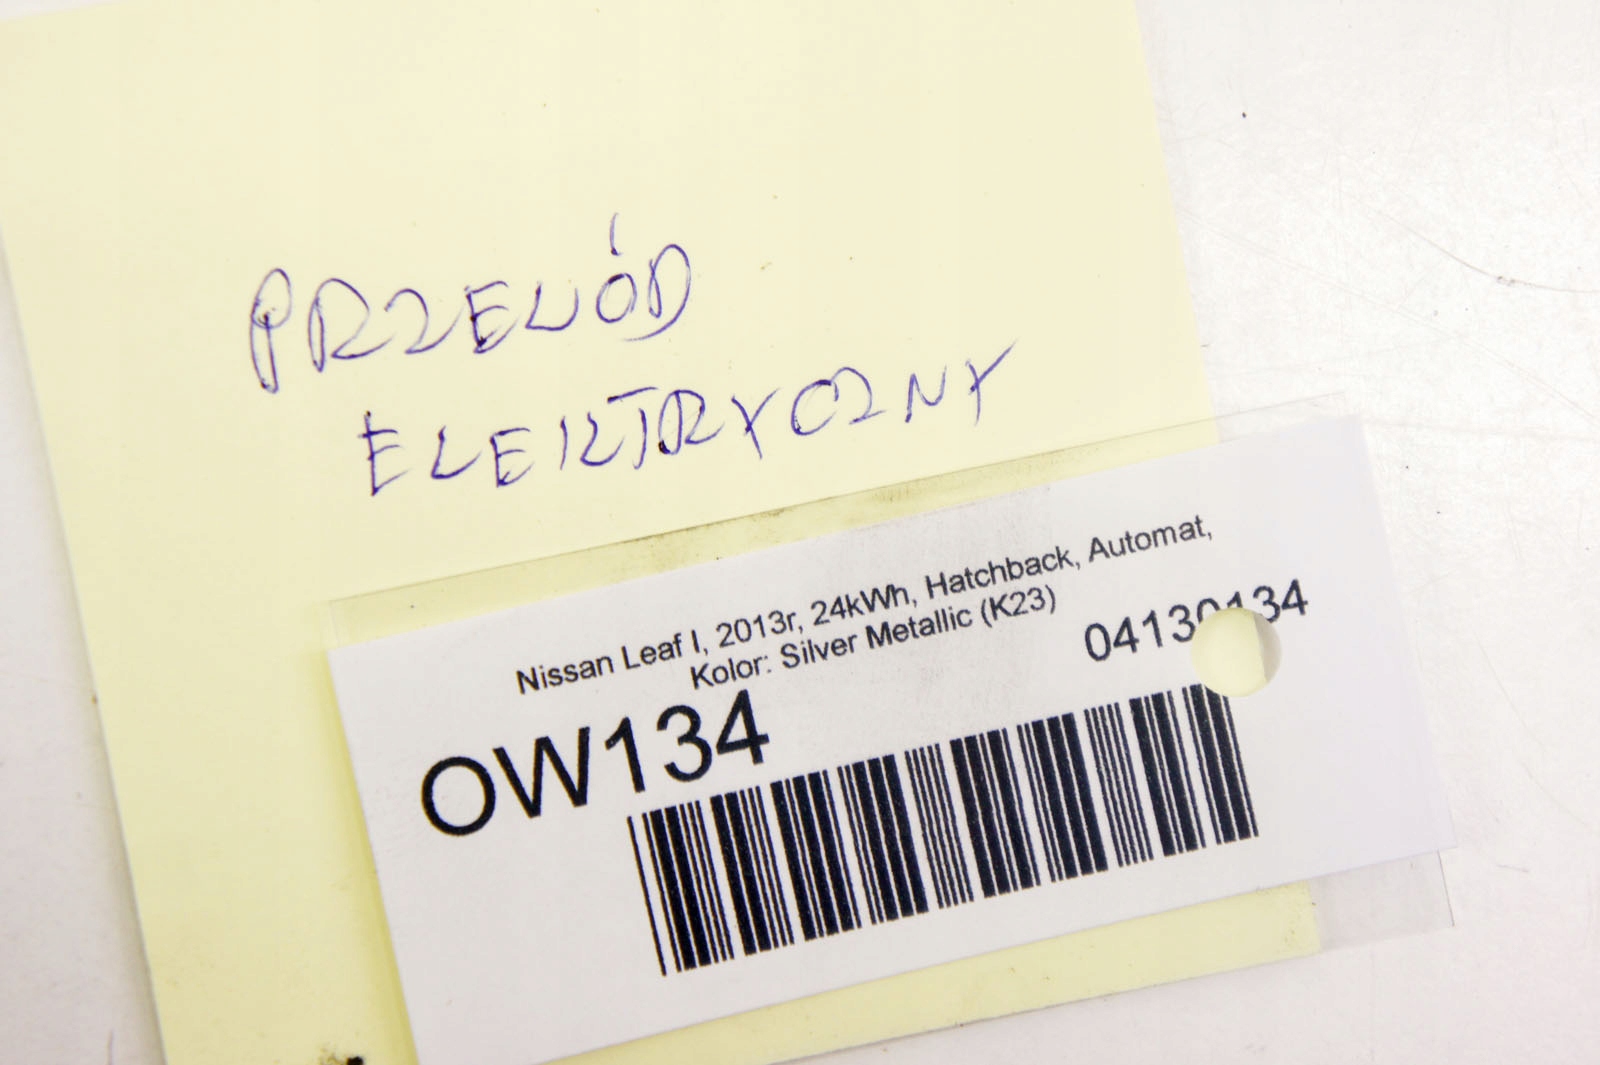 PRZEWÓD
ELEKTRYCZNY
Nissan Leaf I, 2013r, 24kWh, Hatchback, Automat,
Kolor: Silver Metallic (K23)
04130134
OW134